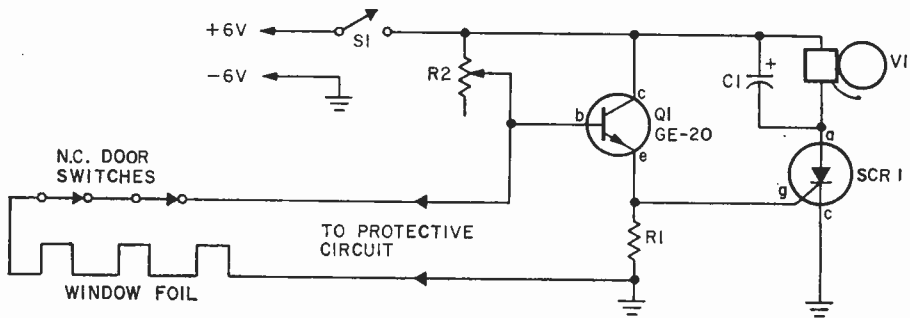 +6V
S1
-6V
R2
b
c
Q1
GE-20
e
C1
+
V1
a
SCR 1
g
c
R1
N.C. DOOR
SWITCHES
TO PROTECTIVE
CIRCUIT
WINDOW FOIL